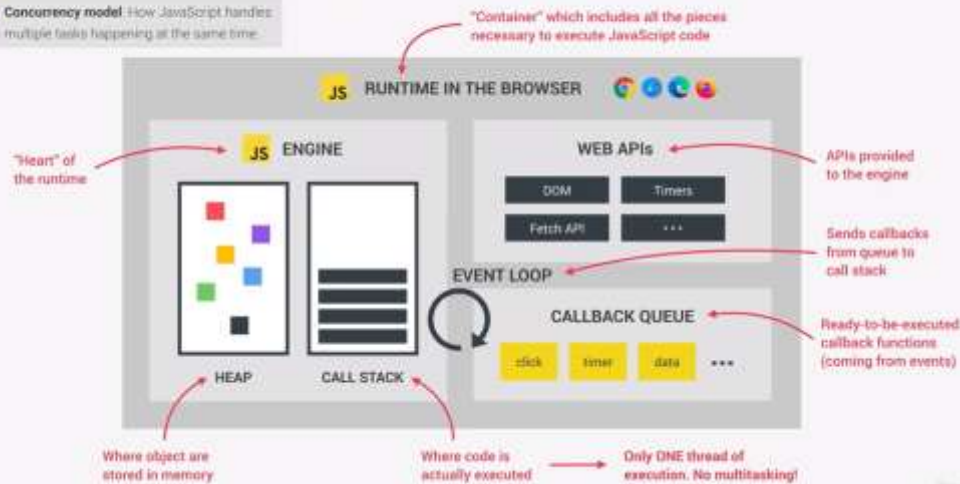 Concurrency model: How JavaScript handles
multiple tasks happening at the same time.
"Container" which includes all the pieces
necessary to execute JavaScript code
JS RUNTIME IN THE BROWSER
"Heart" of
the runtime
JS ENGINE
WEB APIs
APIs provided
to the engine
DOM
Timers
Fetch API
...
Sends callbacks
from queue to
call stack
EVENT LOOP
CALLBACK QUEUE
Ready-to-be-executed
callback functions
(coming from events)
click
timer
data
...
HEAP
CALL STACK
Where object are
stored in memory
Where code is
actually executed
Only ONE thread of
execution. No multitasking!